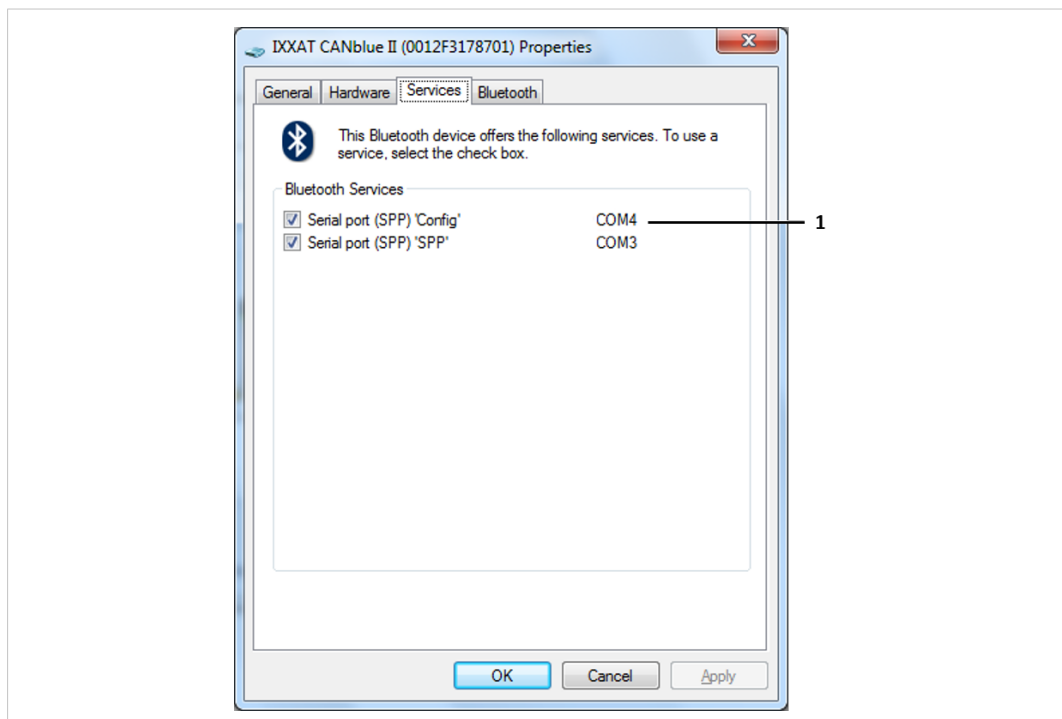 IXXAT CANblue II (0012F3178701) Properties
General Hardware Services Bluetooth
This Bluetooth device offers the following services. To use a
service, select the check box.
Bluetooth Services
Serial port (SPP) 'Config' COM4 1
Serial port (SPP) 'SPP' COM3
OK Cancel Apply